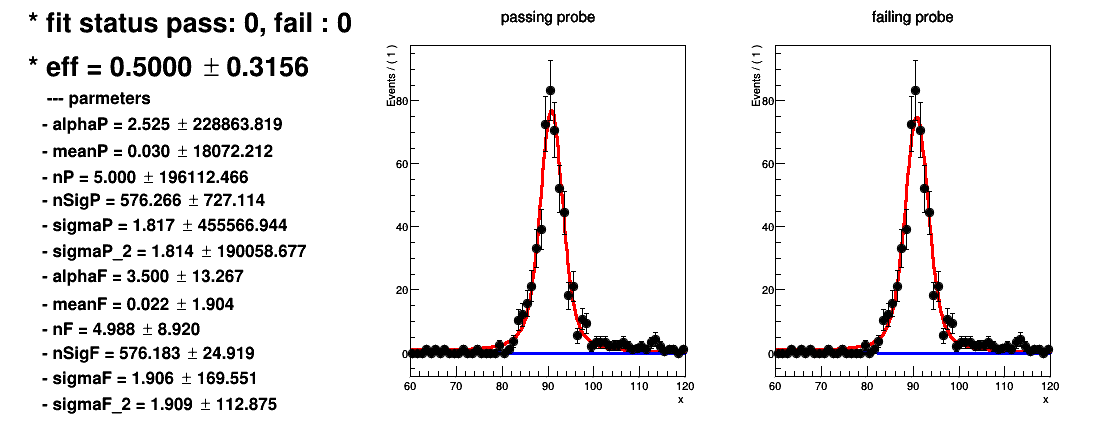 * fit status pass: 0, fail : 0
* eff = 0.5000 ± 0.3156
--- parmeters
- alphaP = 2.525 ± 228863.819
- meanP = 0.030 ± 18072.212
- nP = 5.000 ± 196112.466
- nSigP = 576.266 ± 727.114
- sigmaP = 1.817 ± 455566.944
- sigmaP_2 = 1.814 ± 190058.677
- alphaF = 3.500 ± 13.267
- meanF = 0.022 ± 1.904
- nF = 4.988 ± 8.920
- nSigF = 576.183 ± 24.919
- sigmaF = 1.906 ± 169.551
- sigmaF_2 = 1.909 ± 112.875
passing probe
Events / ( 1 )
80
60
40
20
0
60 70 80 90 100 110 120
x
failing probe
Events / ( 1 )
80
60
40
20
0
60 70 80 90 100 110 120
x